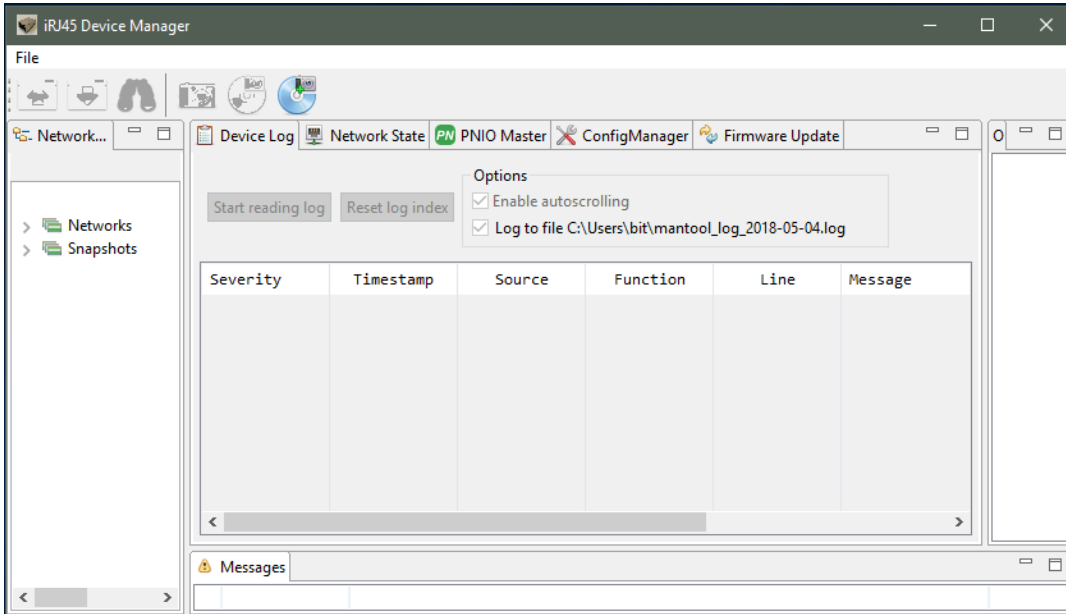 iRJ45 Device Manager
File
Network...
Device Log
Network State
PN PNIO Master
ConfigManager
Firmware Update
O
Options
Start reading log
Reset log index
Enable autoscrolling
Log to file C:\Users\bit\mantool_log_2018-05-04.log
Networks
Snapshots
Severity Timestamp Source Function Line Message
Messages